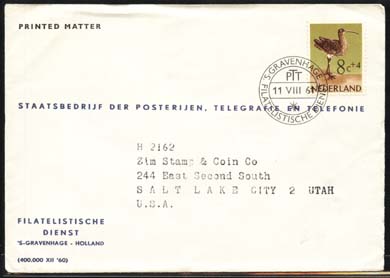 PRINTED MATTER
'S-GRAVENHAGE
PTT
11 VIII 61
FILATELISTISCHE DIENST
8c+4
NEDERLAND
STAATSBEDRIJF DER POSTERIJEN, TELEGRAFIE EN TELEFONIE
H 2162
Zim Stamp & Coin Co
244 East Second South
SALT LAKE CITY 2 UTAH
U.S.A.
FILATELISTISCHE
DIENST
'S-GRAVENHAGE - HOLLAND
(400.000 XII '60)